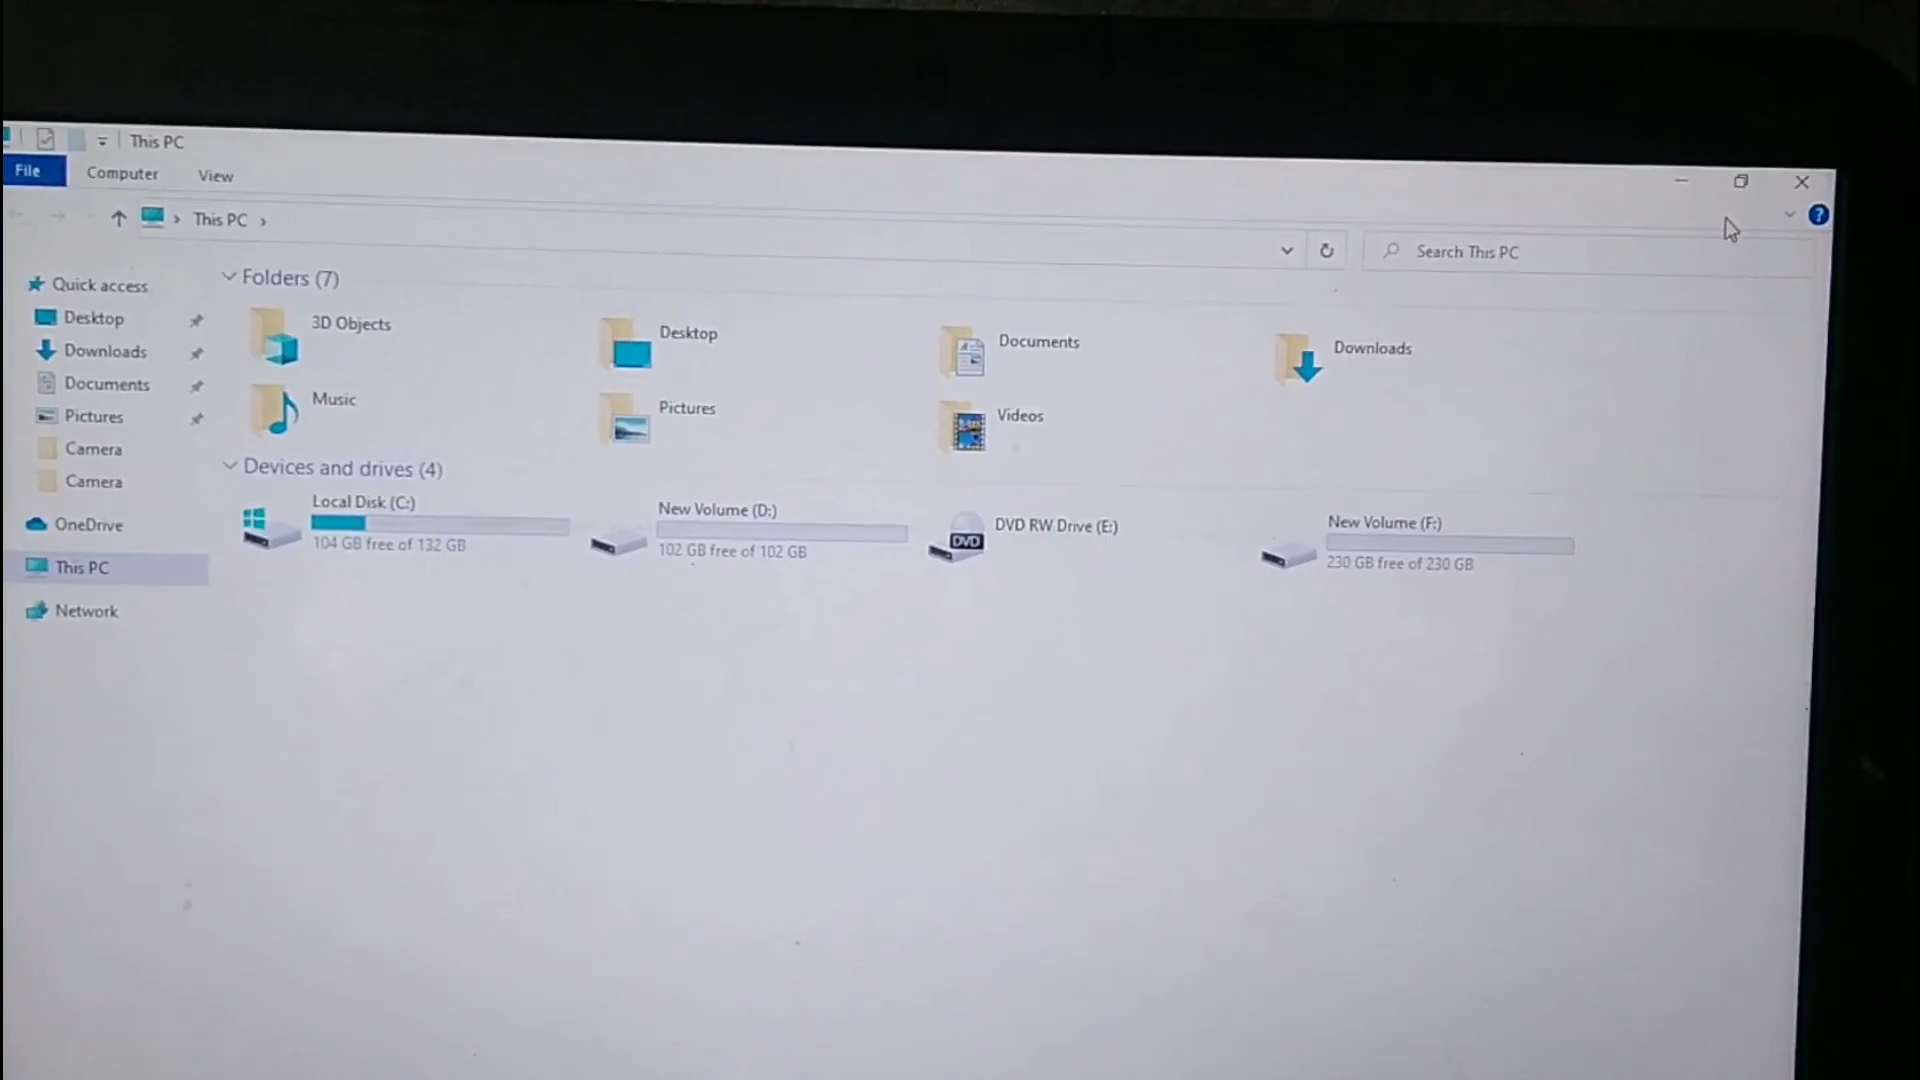 This PC
File
Computer
View
This PC
Search This PC
Quick access
Desktop
Downloads
Documents
Pictures
Camera
Camera
OneDrive
This PC
Network
Folders (7)
3D Objects
Desktop
Documents
Downloads
Music
Pictures
Videos
Devices and drives (4)
Local Disk (C:)
104 GB free of 132 GB
New Volume (D:)
102 GB free of 102 GB
DVD RW Drive (E:)
DVD
New Volume (F:)
230 GB free of 230 GB